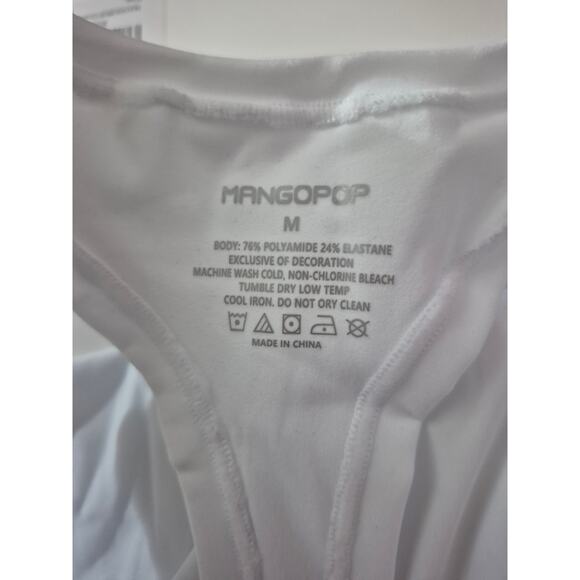 MANGOPOP
M
BODY: 76% POLYAMIDE 24% ELASTANE
EXCLUSIVE OF DECORATION
MACHINE WASH COLD, NON-CHLORINE BLEACH
TUMBLE DRY LOW TEMP
COOL IRON. DO NOT ORY CLEAN
MADE IN CHINA